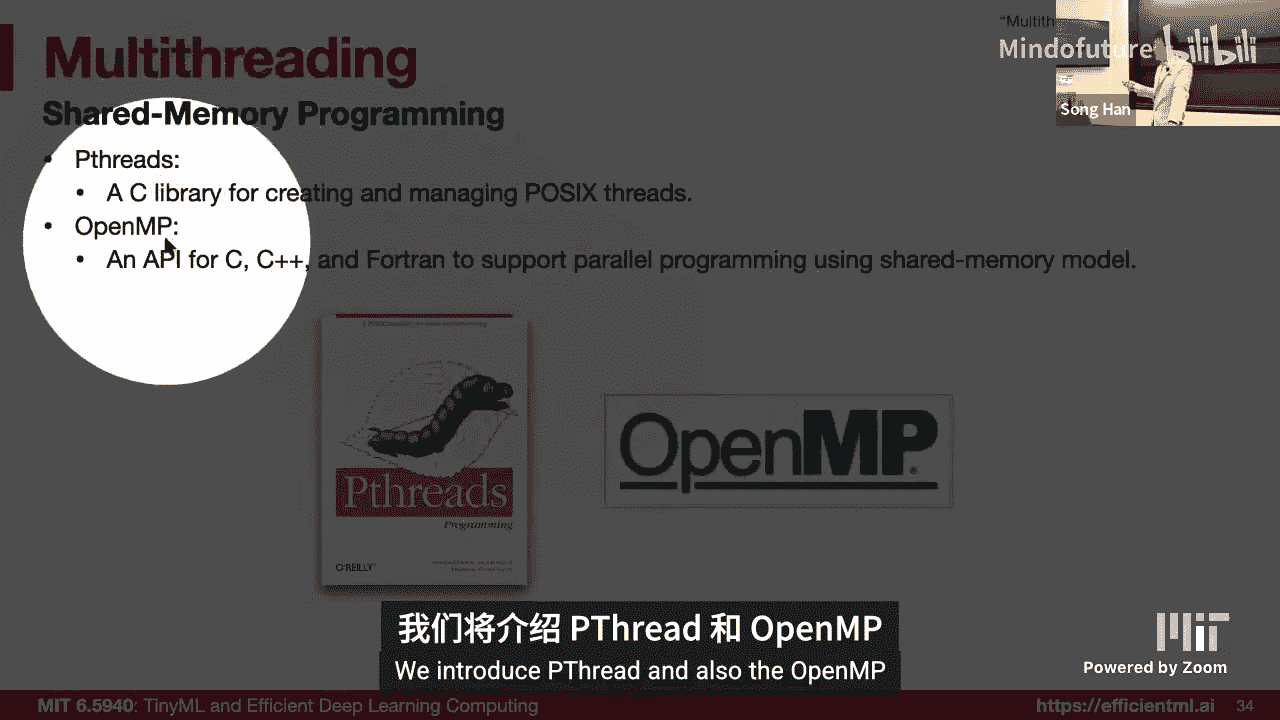 "Multith
Multithreading
Mindofuture bilibili
Song Han
Shared-Memory Programming
• Pthreads:
• A C library for creating and managing POSIX threads.
• OpenMP:
• An API for C, C++, and Fortran to support parallel programming using shared-memory model.
Pthreads
Programming
O'REILLY
OpenMP
我们将介绍 PThread 和 OpenMP
We introduce PThread and also the OpenMP
MIT
Powered by Zoom
MIT 6.5940: TinyML and Efficient Deep Learning Computing
https://efficientml.ai 34